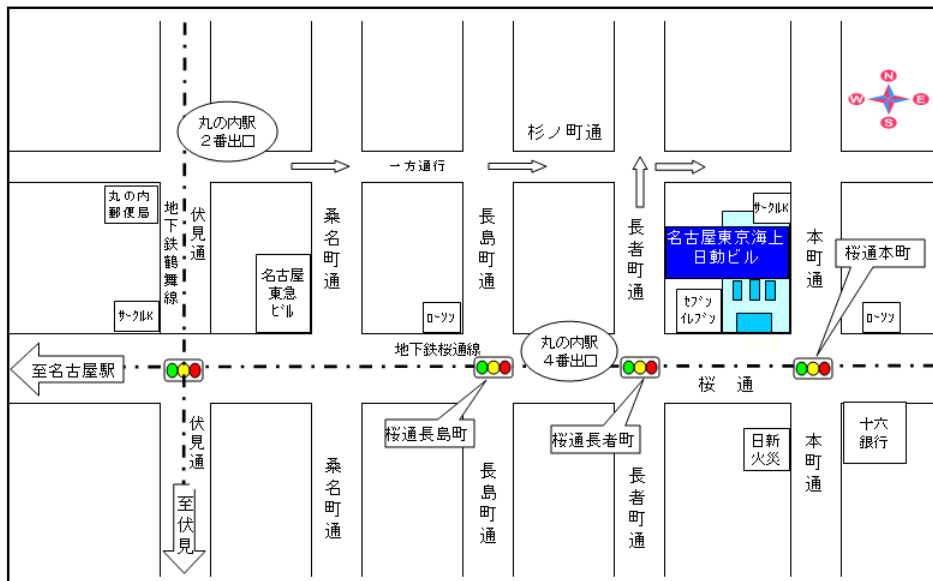 N
W
E
S
丸の内駅
２番出口
杉ノ町通
一方通行
丸の内
郵便局
地下鉄鶴舞線
伏見通
桑名町通
長島町通
長者町通
ｻｰｸﾙK
名古屋東京海上
日動ビル
本町通
桜通本町
名古屋
東急
ビル
ｻｰｸﾙK
ﾛｰｿﾝ
ｾﾌﾞﾝ
ｲﾚﾌﾞﾝ
ﾛｰｿﾝ
至名古屋駅
地下鉄桜通線
丸の内駅
４番出口
桜　通
伏見通
桜通長島町
桜通長者町
日新
火災
本町通
十六
銀行
桑名町通
長島町通
長者町通
至伏見